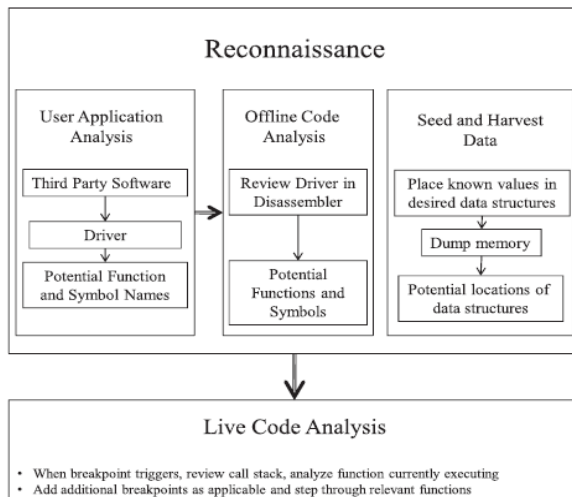 Reconnaissance
User Application
Analysis
Third Party Software
Driver
Potential Function
and Symbol Names
Offline Code
Analysis
Review Driver in
Disassembler
Potential
Functions and
Symbols
Seed and Harvest
Data
Place known values in
desired data structures
Dump memory
Potential locations of
data structures
Live Code Analysis
• When breakpoint triggers, review call stack, analyze function currently executing
• Add additional breakpoints as applicable and step through relevant functions